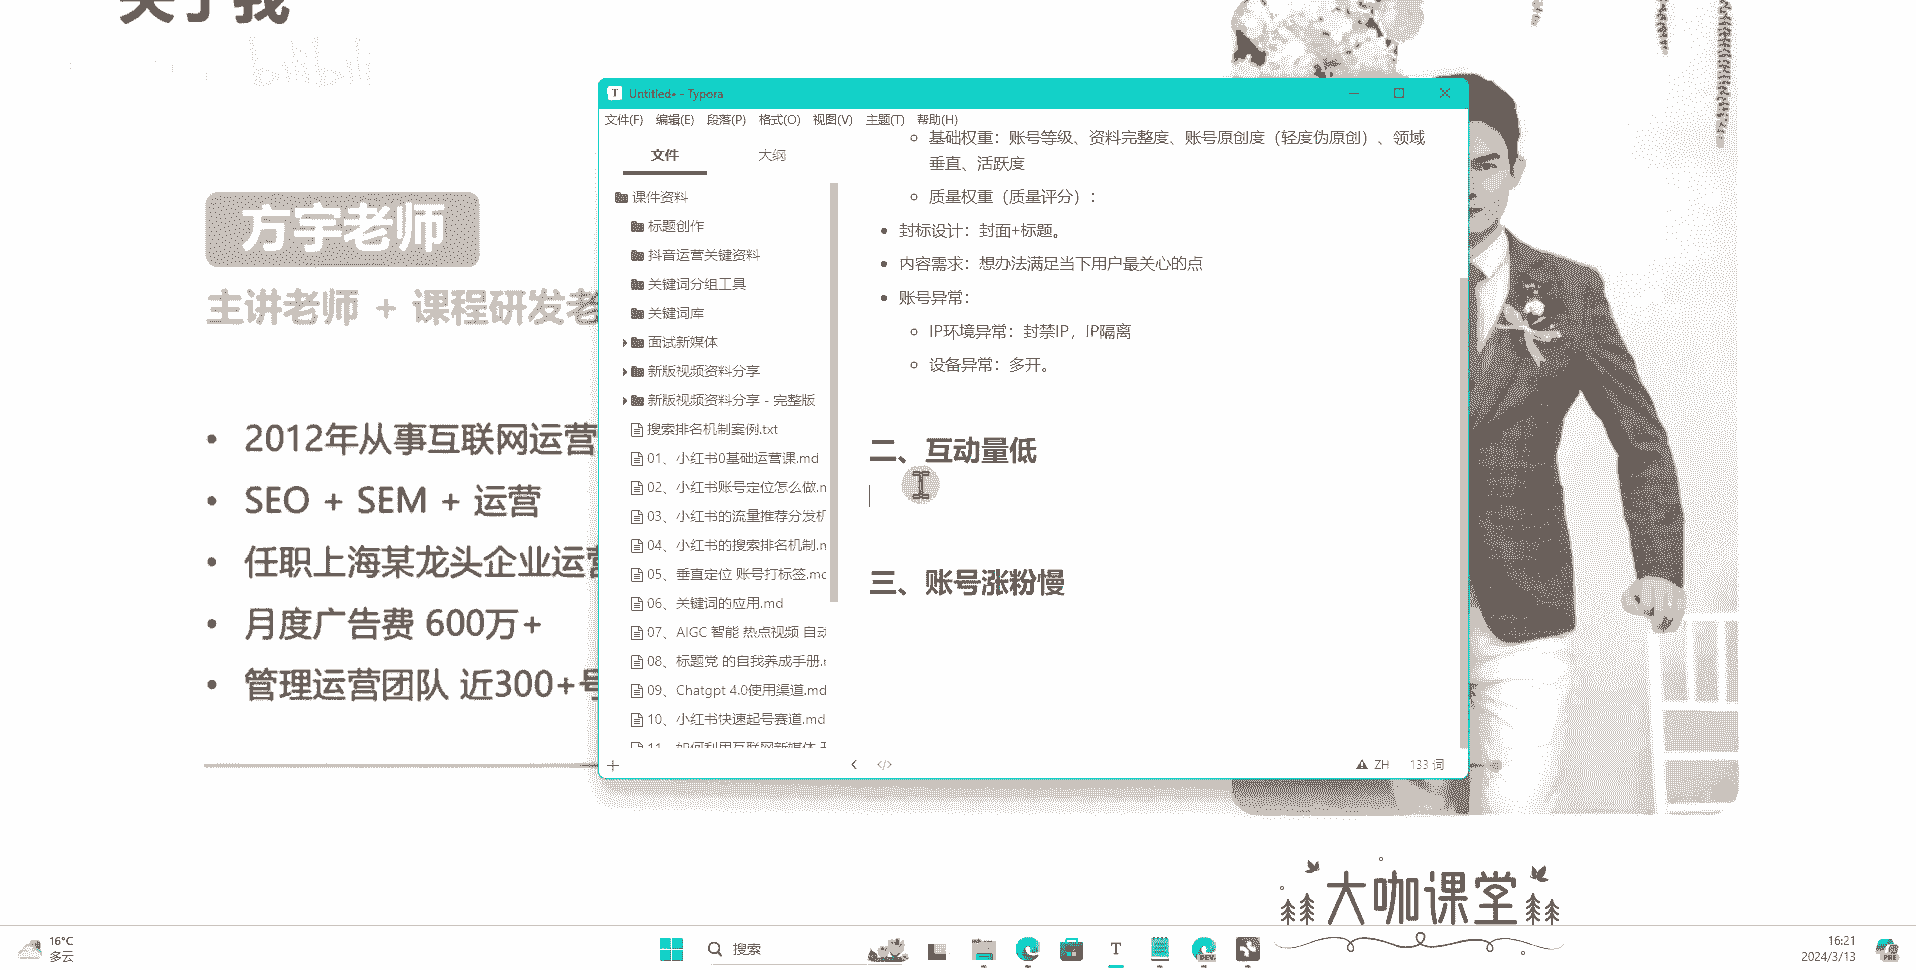 关于我
bilibili
方宇老师
主讲老师 + 课程研发老
• 2012年从事互联网运营
• SEO + SEM + 运营
• 任职上海某龙头企业运营
• 月度广告费 600万+
• 管理运营团队 近300+号
T Untitled• - Typora
文件(F) 编辑(E) 段落(P) 格式(O) 视图(V) 主题(T) 帮助(H)
文件 大纲
课件资料
标题创作
抖音运营关键资料
关键词分组工具
关键词库
面试新媒体
新版视频资料分享
新版视频资料分享 - 完整版
搜索排名机制案例.txt
01、小红书0基础运营课.md
02、小红书账号定位怎么做.m
03、小红书的流量推荐分发机
04、小红书的搜索排名机制.m
05、垂直定位 账号打标签.md
06、关键词的应用.md
07、AIGC 智能 热点视频 自动
08、标题党 的自我养成手册.
09、Chatgpt 4.0使用渠道.md
10、小红书快速起号赛道.md
11、如何利用互联网新媒体
基础权重：账号等级、资料完整度、账号原创度（轻度伪原创）、领域
垂直、活跃度
质量权重（质量评分）：
• 封标设计：封面+标题。
• 内容需求：想办法满足当下用户最关心的点
• 账号异常：
IP环境异常：封禁IP，IP隔离
设备异常：多开。
二、互动量低
三、账号涨粉慢
ZH 133 词
大咖课堂
16°C
多云
搜索
T
DEV
16:21
2024/3/13
PRE